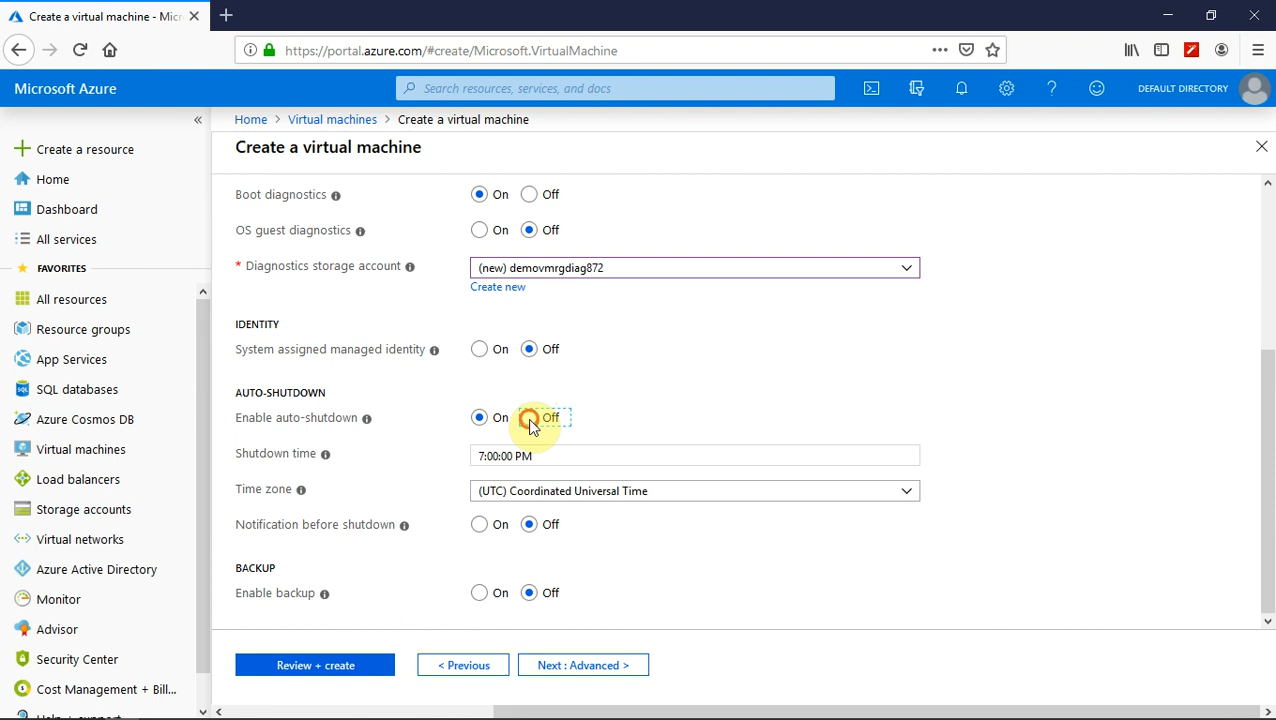 Create a virtual machine - Micr
https://portal.azure.com/#create/Microsoft.VirtualMachine
Microsoft Azure
Search resources, services, and docs
DEFAULT DIRECTORY
Home > Virtual machines > Create a virtual machine
Create a virtual machine
Create a resource
Home
Dashboard
All services
FAVORITES
All resources
Resource groups
App Services
SQL databases
Azure Cosmos DB
Virtual machines
Load balancers
Storage accounts
Virtual networks
Azure Active Directory
Monitor
Advisor
Security Center
Cost Management + Bill...
Help + support
Boot diagnostics On Off
OS guest diagnostics On Off
* Diagnostics storage account (new) demovmrgdiag872
Create new
IDENTITY
System assigned managed identity On Off
AUTO-SHUTDOWN
Enable auto-shutdown On Off
Shutdown time 7:00:00 PM
Time zone (UTC) Coordinated Universal Time
Notification before shutdown On Off
BACKUP
Enable backup On Off
Review + create < Previous Next : Advanced >